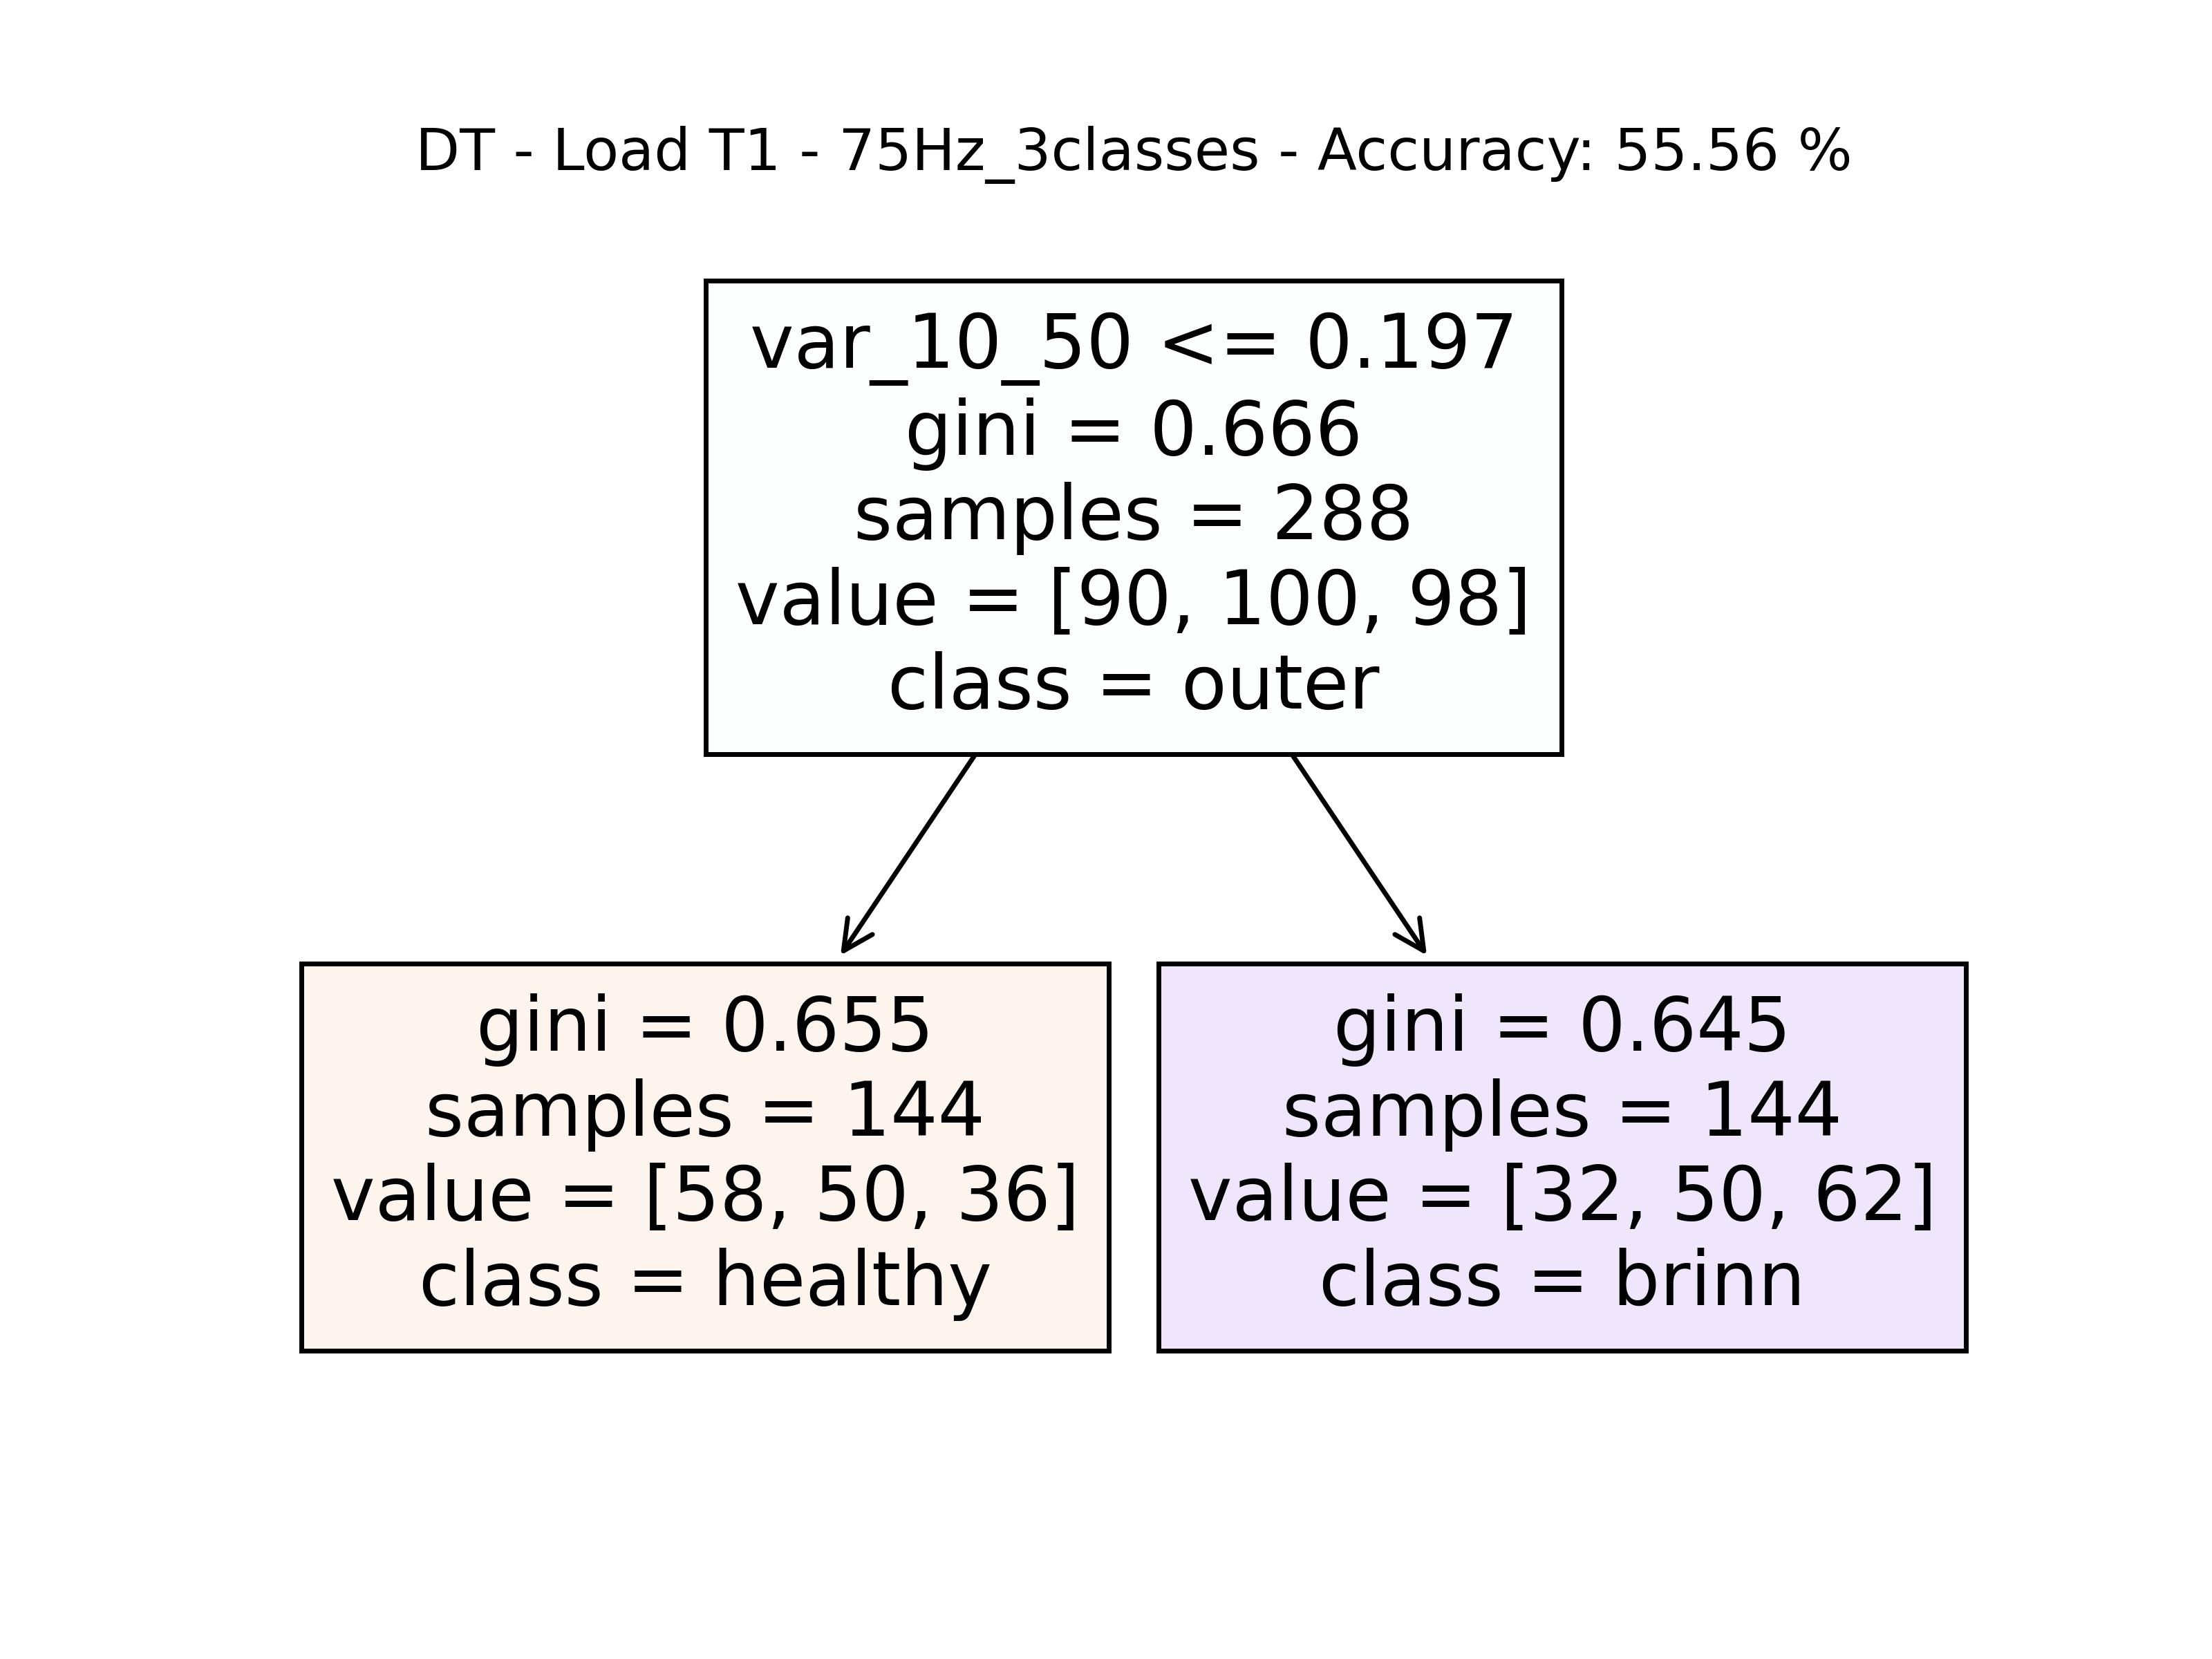 DT - Load T1 - 75Hz_3classes - Accuracy: 55.56 %
var_10_50 <= 0.197
gini = 0.666
samples = 288
value = [90, 100, 98]
class = outer
gini = 0.655
samples = 144
value = [58, 50, 36]
class = healthy
gini = 0.645
samples = 144
value = [32, 50, 62]
class = brinn